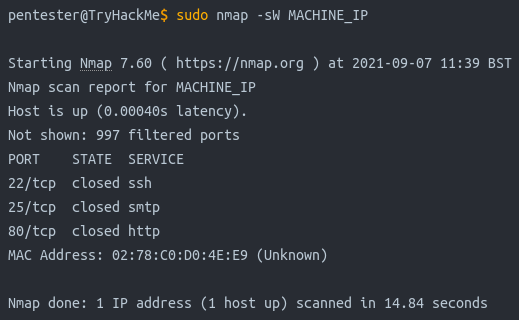 pentester@TryHackMe$ sudo nmap -sW MACHINE_IP
Starting Nmap 7.60 ( https://nmap.org ) at 2021-09-07 11:39 BST
Nmap scan report for MACHINE_IP
Host is up (0.00040s latency).
Not shown: 997 filtered ports
PORT   STATE  SERVICE
22/tcp closed ssh
25/tcp closed smtp
80/tcp closed http
MAC Address: 02:78:C0:D0:4E:E9 (Unknown)
Nmap done: 1 IP address (1 host up) scanned in 14.84 seconds